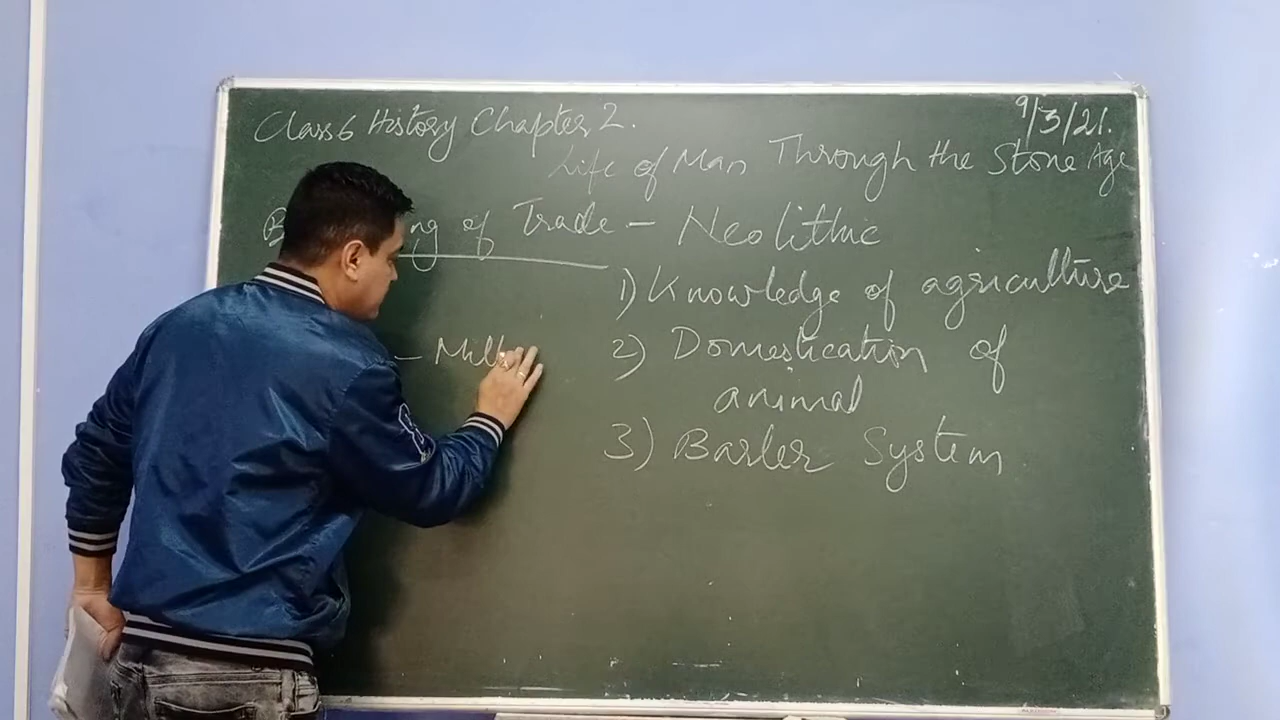 Class 6 History Chapter 2.
9/3/21.
Life of Man Through the Stone Age
of Trade - Neolithic
1) Knowledge of agriculture
2) Domestication of
animal
3) Barter System